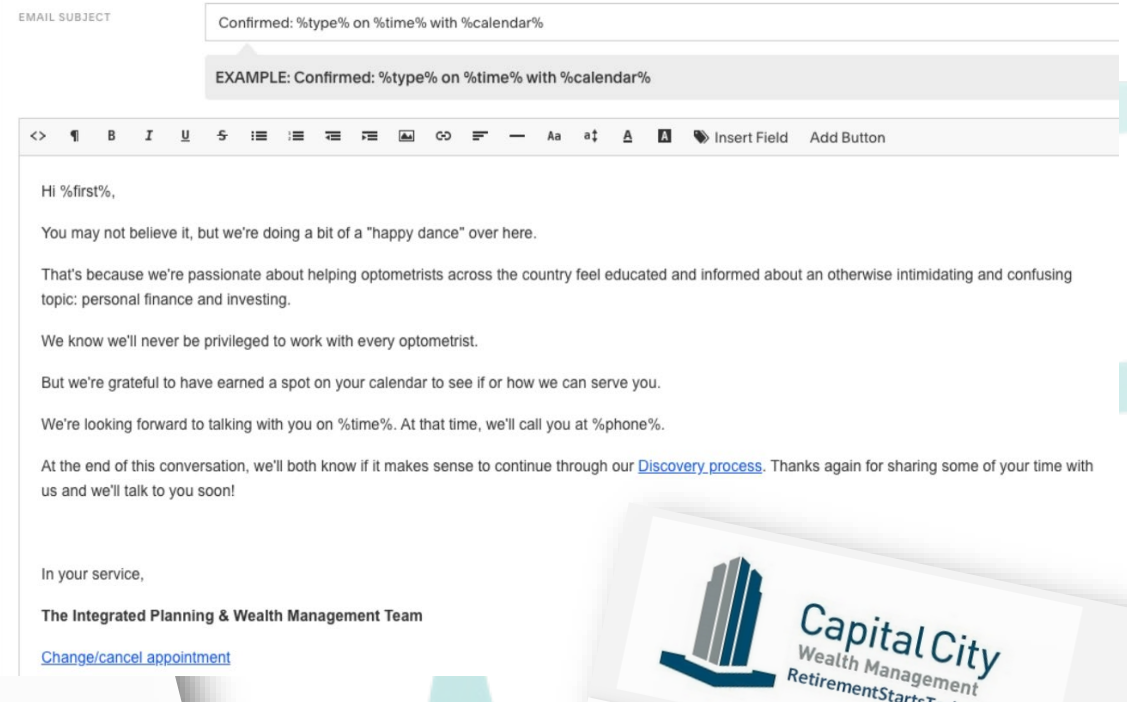 EMAIL SUBJECT
Confirmed: %type% on %time% with %calendar%
EXAMPLE: Confirmed: %type% on %time% with %calendar%
<> ¶ B I U S Aa a‡ A A Insert Field Add Button
Hi %first%,
You may not believe it, but we're doing a bit of a "happy dance" over here.
That's because we're passionate about helping optometrists across the country feel educated and informed about an otherwise intimidating and confusing
topic: personal finance and investing.
We know we'll never be privileged to work with every optometrist.
But we're grateful to have earned a spot on your calendar to see if or how we can serve you.
We're looking forward to talking with you on %time%. At that time, we'll call you at %phone%.
At the end of this conversation, we'll both know if it makes sense to continue through our Discovery process. Thanks again for sharing some of your time with
us and we'll talk to you soon!
In your service,
The Integrated Planning & Wealth Management Team
Change/cancel appointment
Capital City
Wealth Management